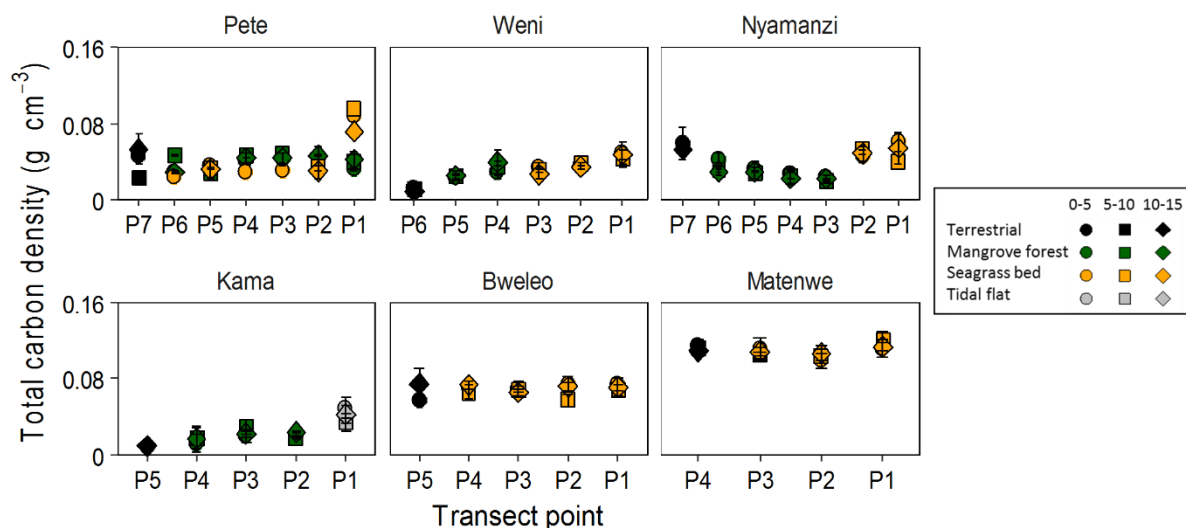 Pete Weni Nyamanzi
0.16
0.08
0
P7 P6 P5 P4 P3 P2 P1
P6 P5 P4 P3 P2 P1
P7 P6 P5 P4 P3 P2 P1
Total carbon density (g cm⁻³)
0-5 5-10 10-15
Terrestrial
Mangrove forest
Seagrass bed
Tidal flat
Kama Bweleo Matenwe
0.16
0.08
0
P5 P4 P3 P2 P1
P5 P4 P3 P2 P1
P4 P3 P2 P1
Transect point